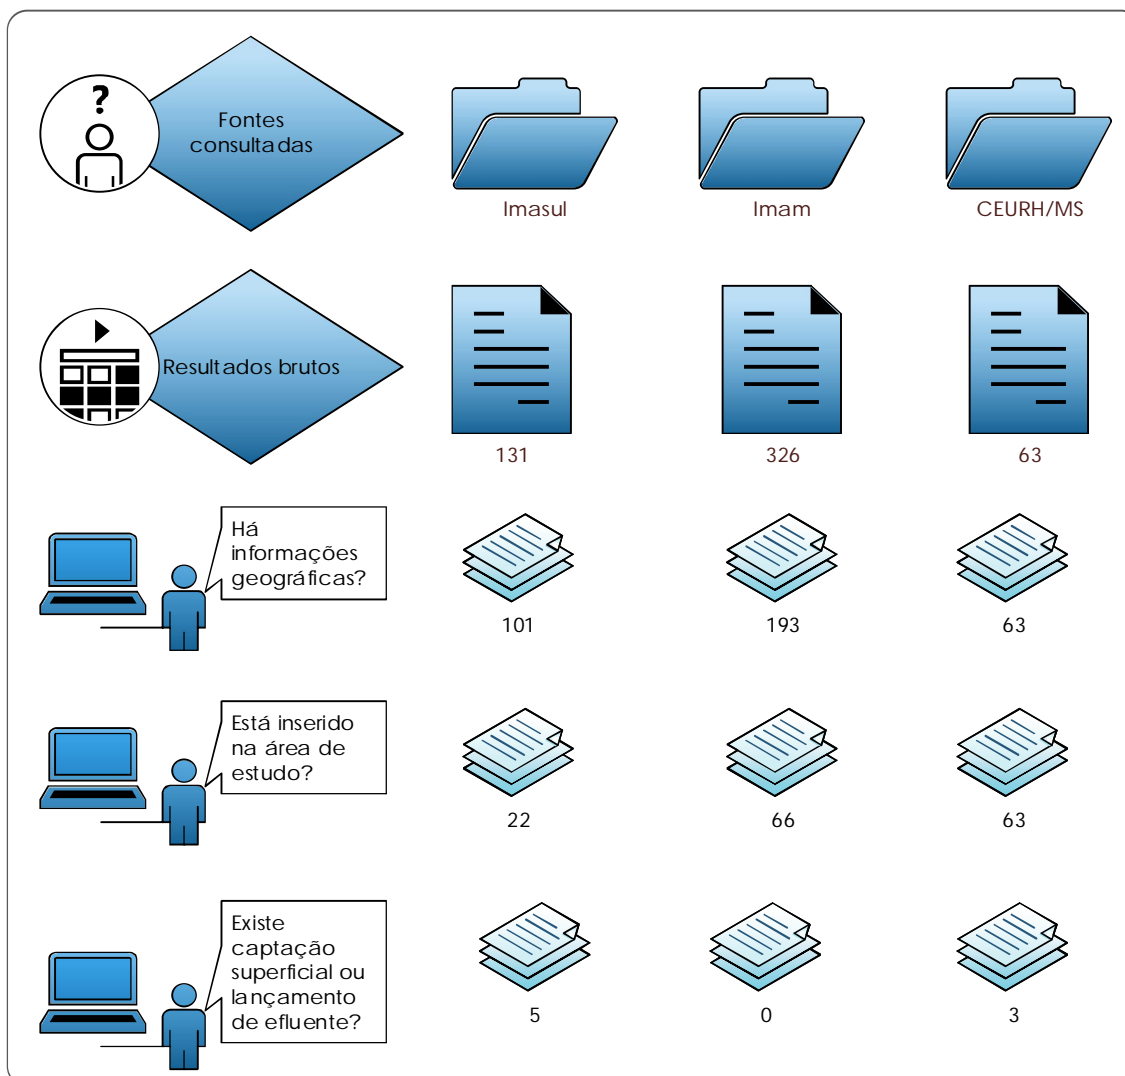 ?
Fontes
consultadas
Imasul
Imam
CEURH/MS
Resultados brutos
131
326
63
Há
informações
geográficas?
101
193
63
Está inserido
na área de
estudo?
22
66
63
Existe
captação
superficial ou
lançamento
de efluente?
5
0
3